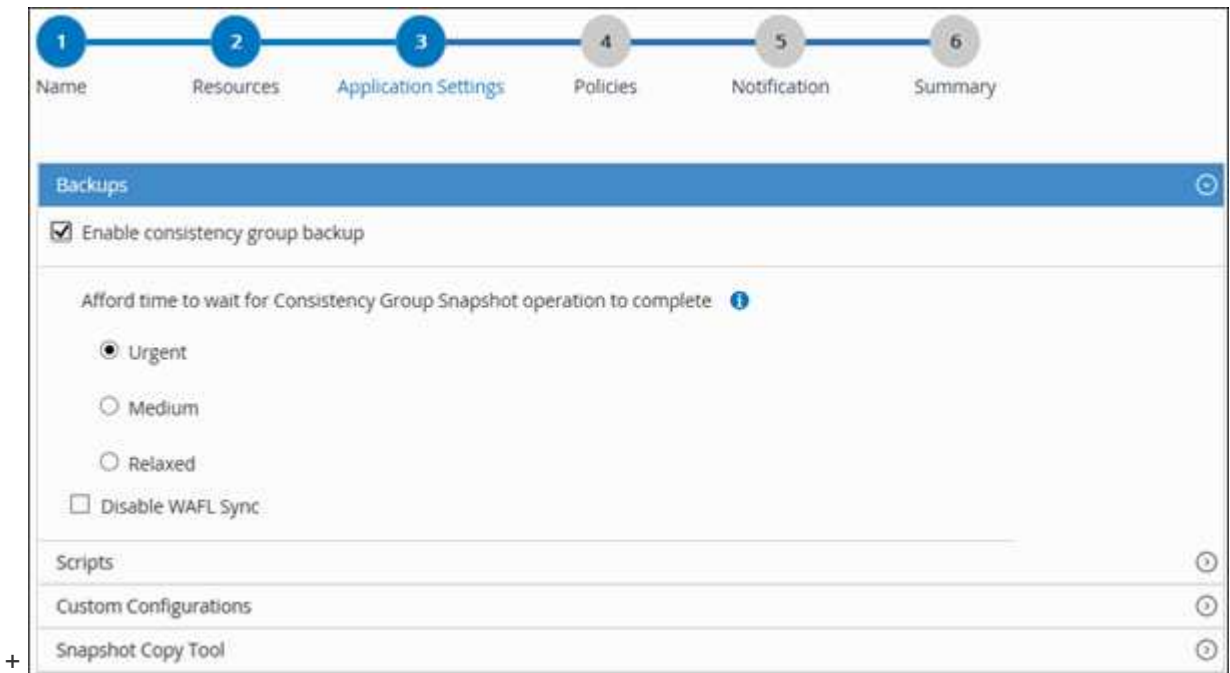 1 2 3 4 5 6
Name Resources Application Settings Policies Notification Summary
Backups
Enable consistency group backup
Afford time to wait for Consistency Group Snapshot operation to complete i
Urgent
Medium
Relaxed
Disable WAFL Sync
Scripts
Custom Configurations
Snapshot Copy Tool
+